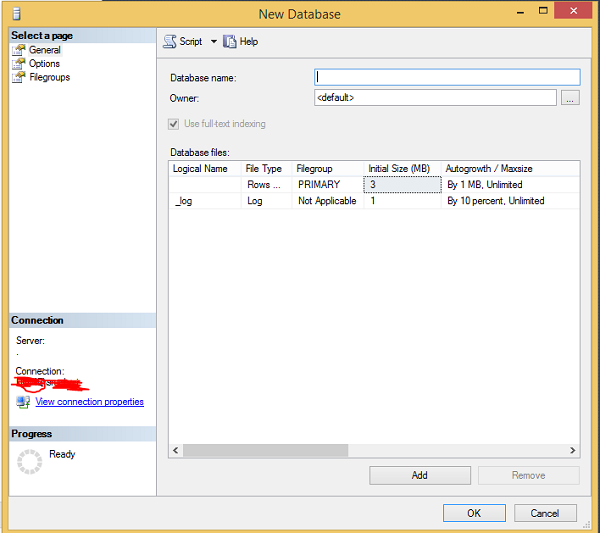 New Database
Select a page
General
Options
Filegroups
Script Help
Database name:
Owner: <default> ...
Use full-text indexing
Database files:
Logical Name File Type Filegroup Initial Size (MB) Autogrowth / Maxsize
Rows ... PRIMARY 3 By 1 MB, Unlimited
_log Log Not Applicable 1 By 10 percent, Unlimited
Connection
Server:
.
Connection:
View connection properties
Progress
Ready
Add Remove
OK Cancel